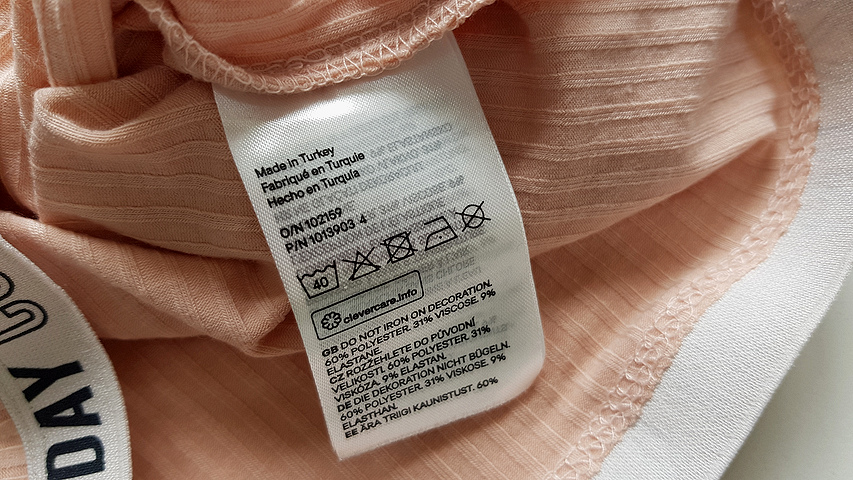 Made in Turkey
Fabriqué en Turquie
Hecho en Turquía
O/N 102159
P/N 1013903 4
40
clevercare.info
GB DO NOT IRON ON DECORATION.
60% POLYESTER. 31% VISCOSE. 9%
ELASTANE.
CZ ROZŽEHLETE DO PŮVODNÍ
VELIKOSTI. 60% POLYESTER. 31%
VISKÓZA. 9% ELASTAN.
DE DIE DEKORATION NICHT BÜGELN.
60% POLYESTER. 31% VISKOSE. 9%
ELASTHAN.
EE ÄRA TRIIGI KAUNISTUST. 60%
DAY